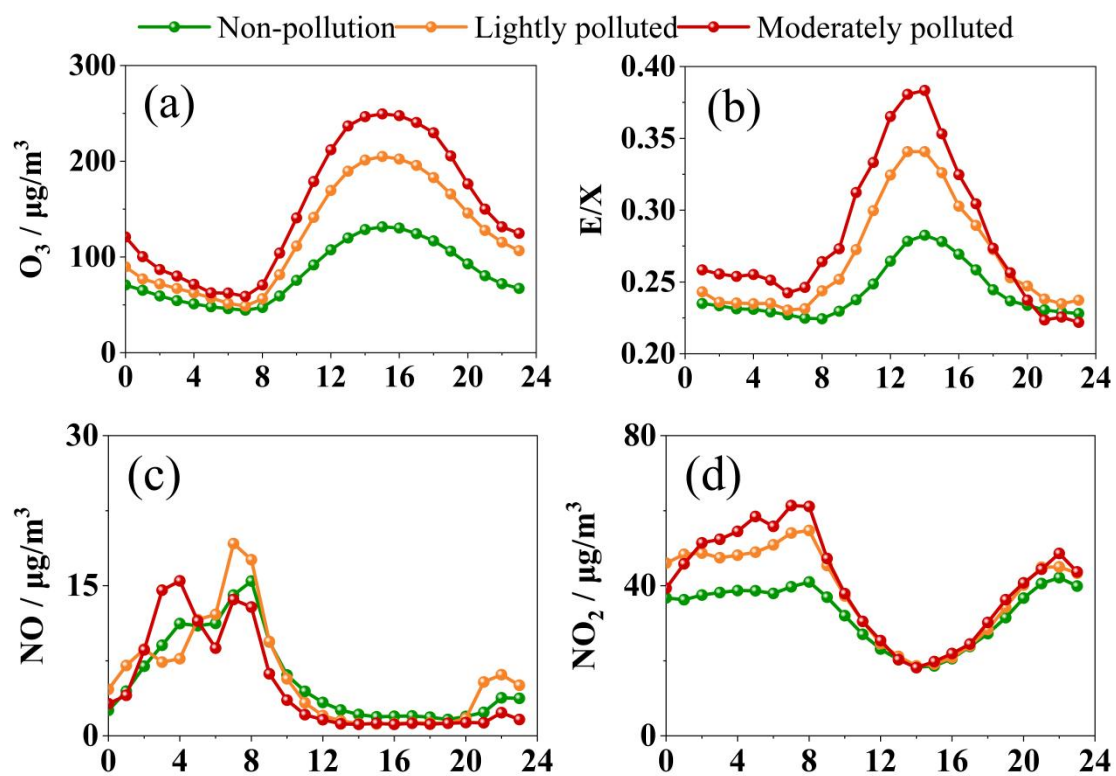 Non-pollution Lightly polluted Moderately polluted
(a)
O₃ / μg/m³
300
200
100
0
0 4 8 12 16 20 24
(b)
E/X
0.40
0.35
0.30
0.25
0.20
0 4 8 12 16 20 24
(c)
NO / μg/m³
30
15
0
0 4 8 12 16 20 24
(d)
NO₂ / μg/m³
80
40
0
0 4 8 12 16 20 24